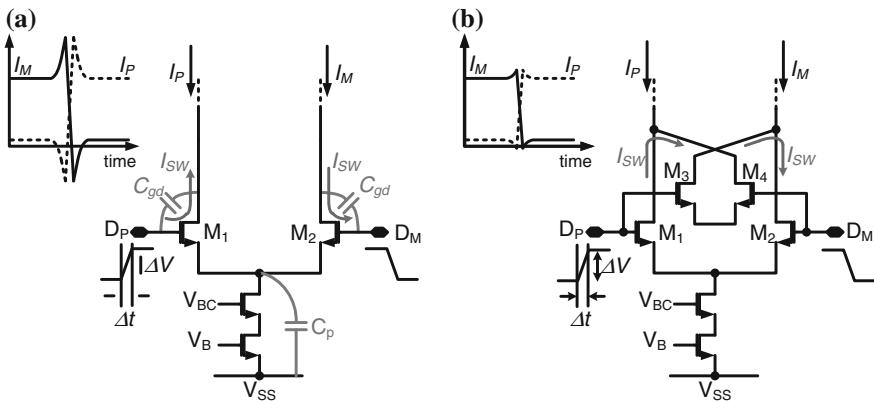 (a)
I_M
I_P
time
I_P
I_M
I_SW
I_SW
C_gd
C_gd
D_P
M_1
M_2
D_M
ΔV
Δt
V_BC
V_B
C_p
V_SS
(b)
I_M
I_P
time
I_P
I_M
I_SW
I_SW
M_3
M_4
D_P
M_1
M_2
D_M
ΔV
Δt
V_BC
V_B
V_SS